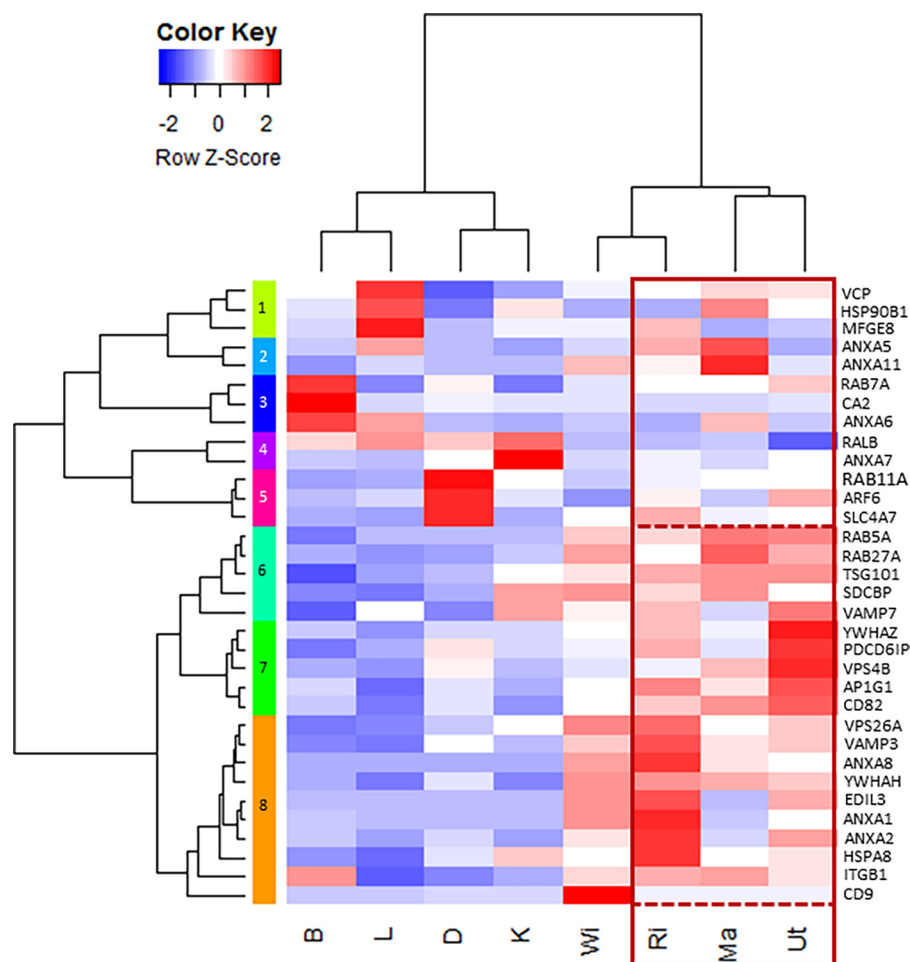 Color Key
-2 0 2
Row Z-Score
1
2
3
4
5
6
7
8
VCP
HSP90B1
MFGE8
ANXA5
ANXA11
RAB7A
CA2
ANXA6
RALB
ANXA7
RAB11A
ARF6
SLC4A7
RAB5A
RAB27A
TSG101
SDCBP
VAMP7
YWHAZ
PDCD6IP
VPS4B
AP1G1
CD82
VPS26A
VAMP3
ANXA8
YWHAH
EDIL3
ANXA1
ANXA2
HSPA8
ITGB1
CD9
B L D K Wi Ri Ma Ut